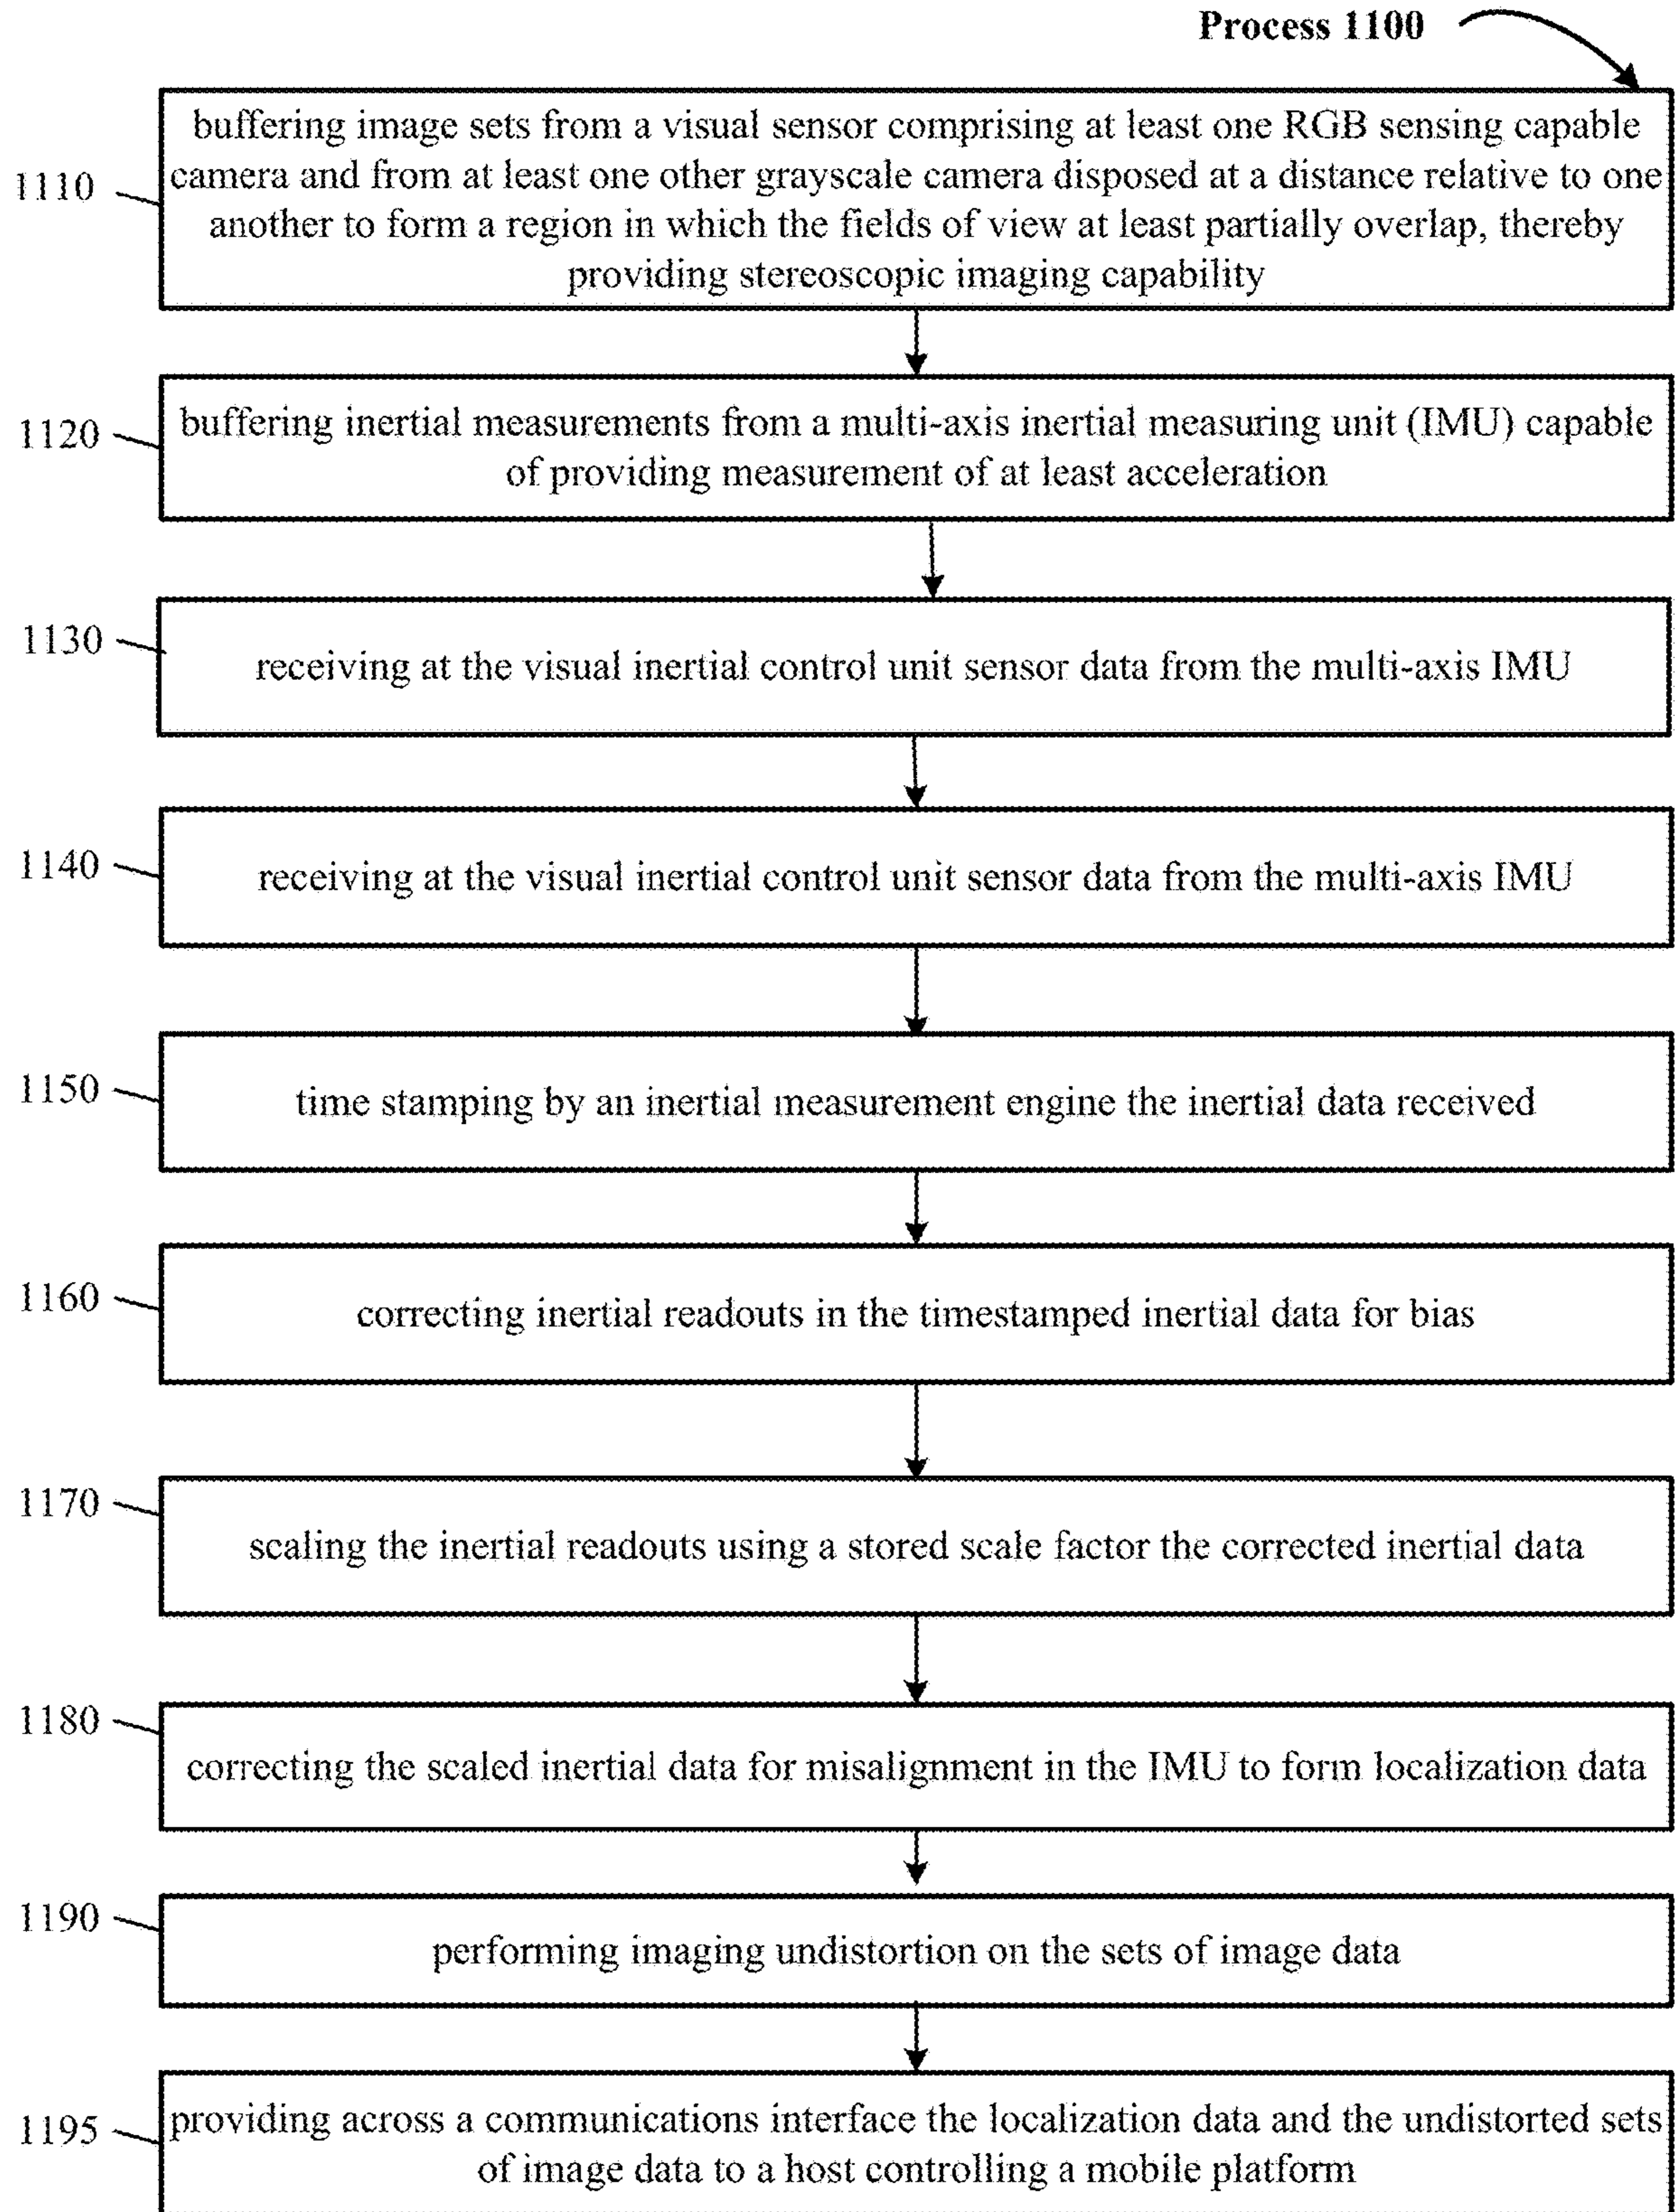 Process 1100
1110
buffering image sets from a visual sensor comprising at least one RGB sensing capable
camera and from at least one other grayscale camera disposed at a distance relative to one
another to form a region in which the fields of view at least partially overlap, thereby
providing stereoscopic imaging capability
1120
buffering inertial measurements from a multi-axis inertial measuring unit (IMU) capable
of providing measurement of at least acceleration
1130
receiving at the visual inertial control unit sensor data from the multi-axis IMU
1140
receiving at the visual inertial control unit sensor data from the multi-axis IMU
1150
time stamping by an inertial measurement engine the inertial data received
1160
correcting inertial readouts in the timestamped inertial data for bias
1170
scaling the inertial readouts using a stored scale factor the corrected inertial data
1180
correcting the scaled inertial data for misalignment in the IMU to form localization data
1190
performing imaging undistortion on the sets of image data
1195
providing across a communications interface the localization data and the undistorted sets
of image data to a host controlling a mobile platform